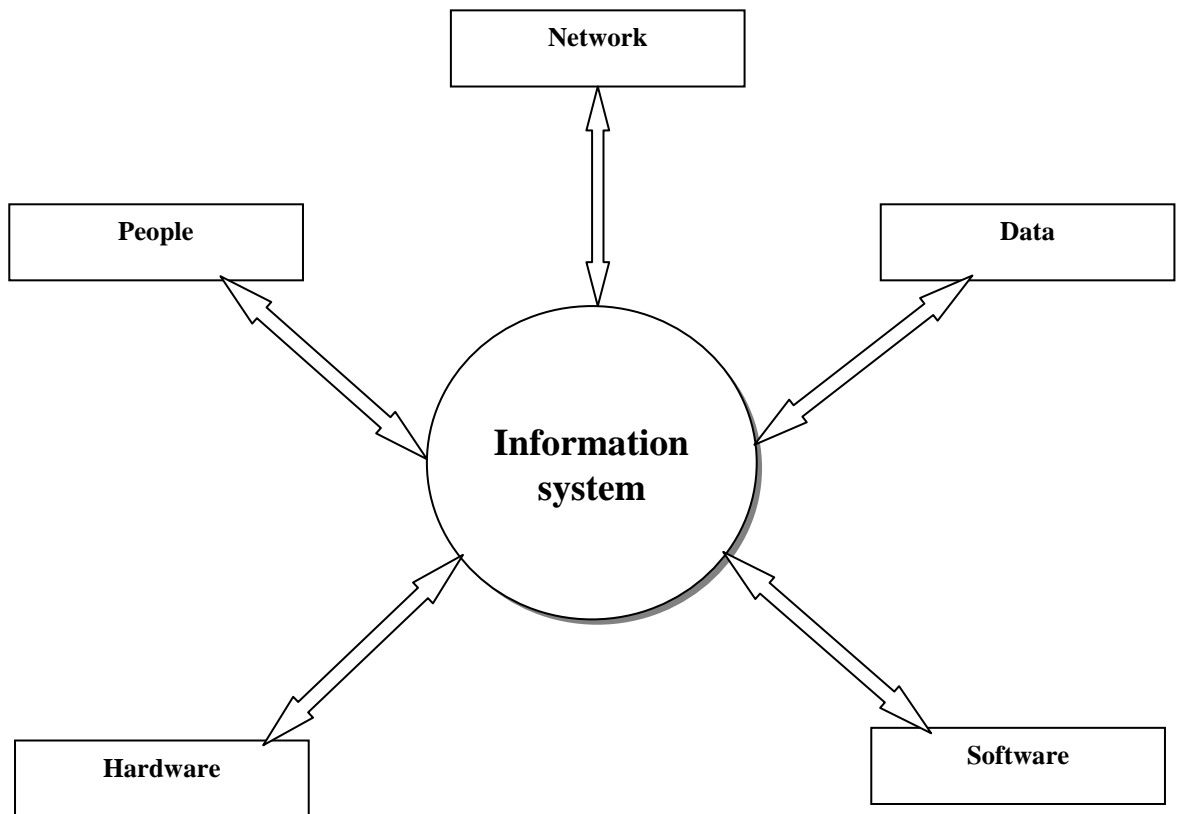 Network
People
Data
Information
system
Hardware
Software